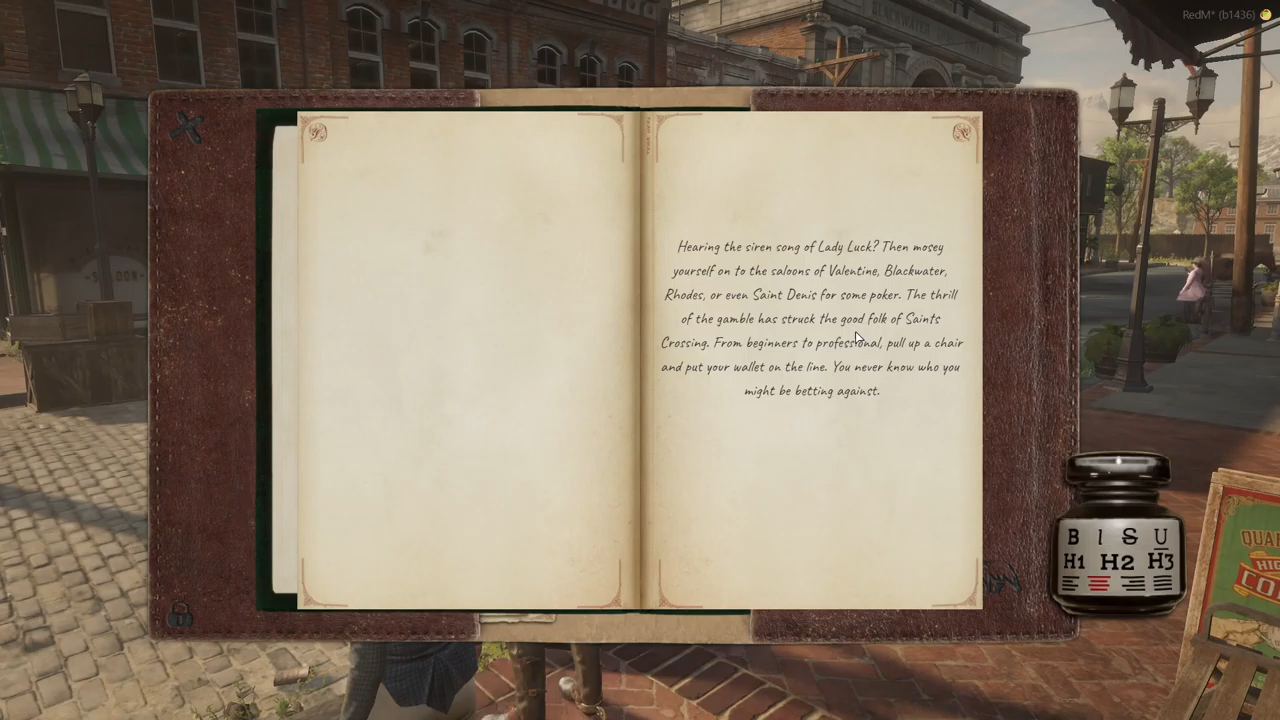 RedM* (b1436)
BLACKWATER
SALOON
Hearing the siren song of Lady Luck? Then mosey
yourself on to the saloons of Valentine, Blackwater,
Rhodes, or even Saint Denis for some poker. The thrill
of the gamble has struck the good folk of Saints
Crossing. From beginners to professional, pull up a chair
and put your wallet on the line. You never know who you
might be betting against.
B I S U
H1 H2 H3